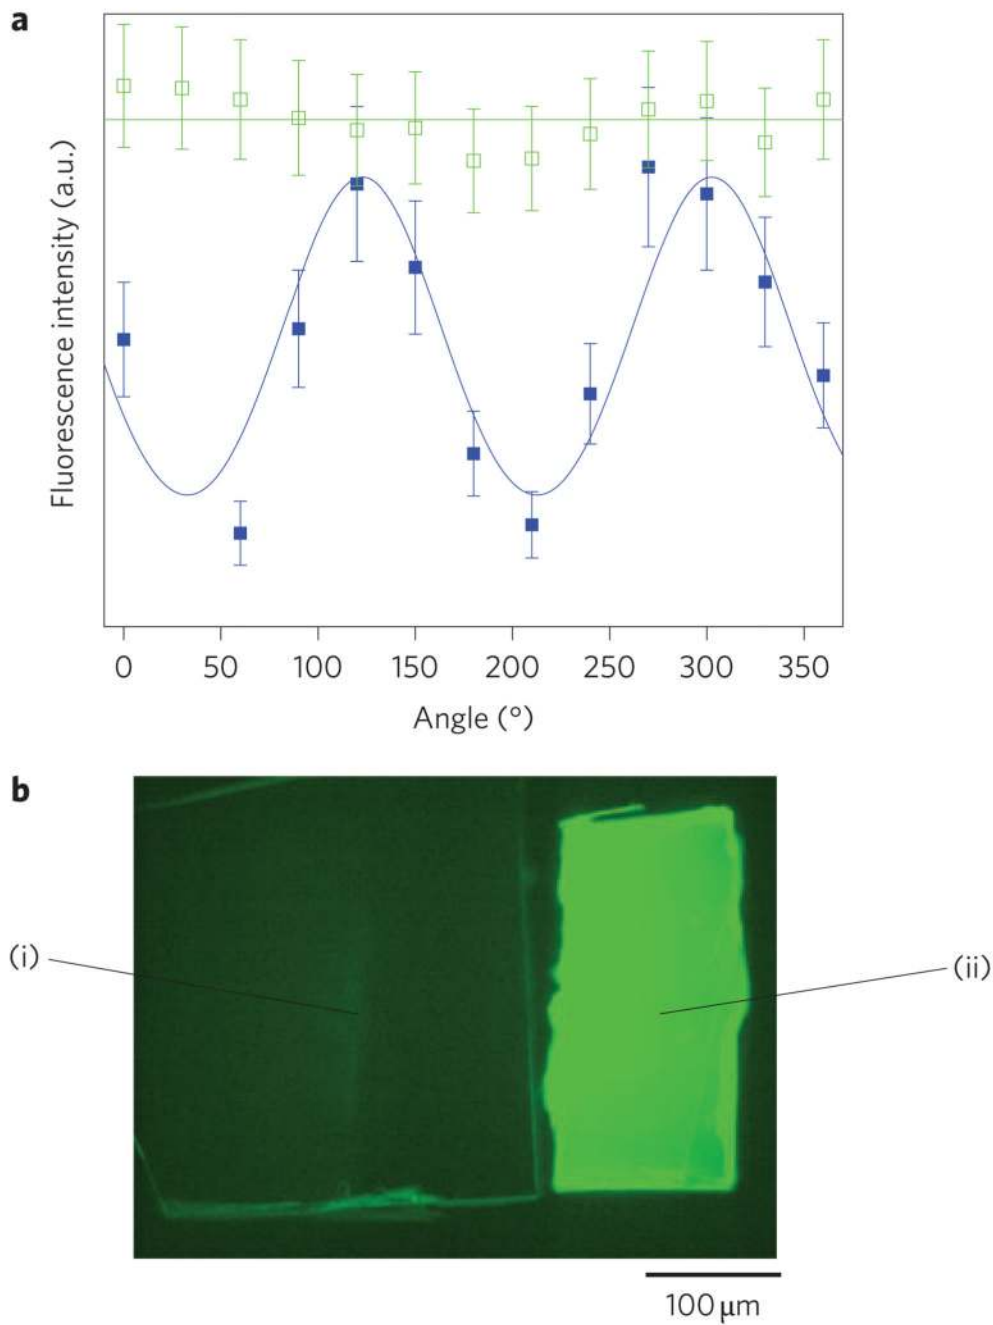 a
Fluorescence intensity (a.u.)
0 50 100 150 200 250 300 350
Angle (°)
b
(i)
(ii)
100 μm